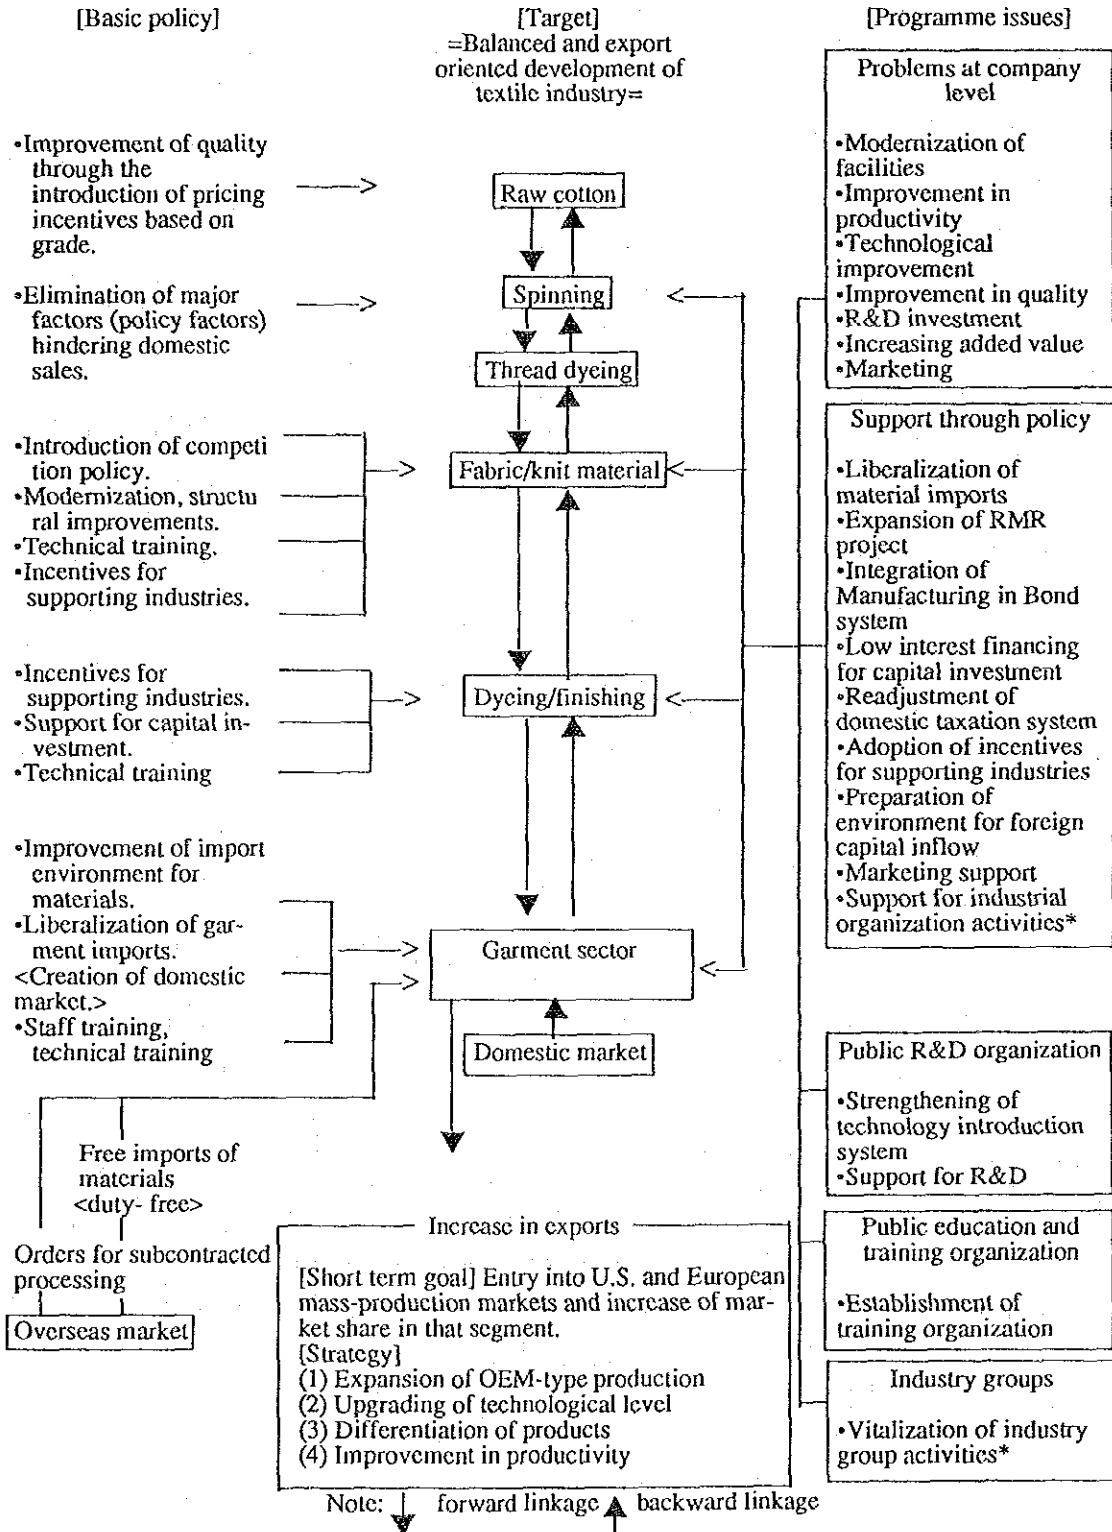 [Basic policy]
•Improvement of quality
through the
introduction of pricing
incentives based on
grade.
•Elimination of major
factors (policy factors)
hindering domestic
sales.
•Introduction of competi
tion policy.
•Modernization, structu
ral improvements.
•Technical training.
•Incentives for
supporting industries.
•Incentives for
supporting industries.
•Support for capital in-
vestment.
•Technical training
•Improvement of import
environment for
materials.
•Liberalization of gar-
ment imports.
<Creation of domestic
market.>
•Staff training,
technical training
Free imports of
materials
<duty- free>
Orders for subcontracted
processing
Overseas market
[Target]
=Balanced and export
oriented development of
textile industry=
Raw cotton
Spinning
Thread dyeing
Fabric/knit material
Dyeing/finishing
Garment sector
Domestic market
Increase in exports
[Short term goal] Entry into U.S. and European
mass-production markets and increase of mar-
ket share in that segment.
[Strategy]
(1) Expansion of OEM-type production
(2) Upgrading of technological level
(3) Differentiation of products
(4) Improvement in productivity
[Programme issues]
Problems at company
level
•Modernization of
facilities
•Improvement in
productivity
•Technological
improvement
•Improvement in quality
•R&D investment
•Increasing added value
•Marketing
Support through policy
•Liberalization of
material imports
•Expansion of RMR
project
•Integration of
Manufacturing in Bond
system
•Low interest financing
for capital investment
•Readjustment of
domestic taxation system
•Adoption of incentives
for supporting industries
•Preparation of
environment for foreign
capital inflow
•Marketing support
•Support for industrial
organization activities*
Public R&D organization
•Strengthening of
technology introduction
system
•Support for R&D
Public education and
training organization
•Establishment of
training organization
Industry groups
•Vitalization of industry
group activities*
Note: forward linkage backward linkage